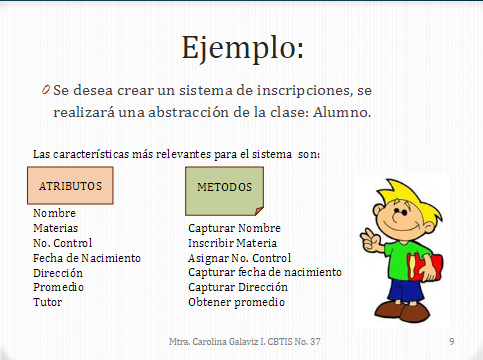 Ejemplo:
Se desea crear un sistema de inscripciones, se
realizará una abstracción de la clase: Alumno.
Las características más relevantes para el sistema son:
ATRIBUTOS
Nombre
Materias
No. Control
Fecha de Nacimiento
Dirección
Promedio
Tutor
METODOS
Capturar Nombre
Inscribir Materia
Asignar No. Control
Capturar fecha de nacimiento
Capturar Dirección
Obtener promedio
Mtra. Carolina Galaviz I. CBTIS No. 37
9